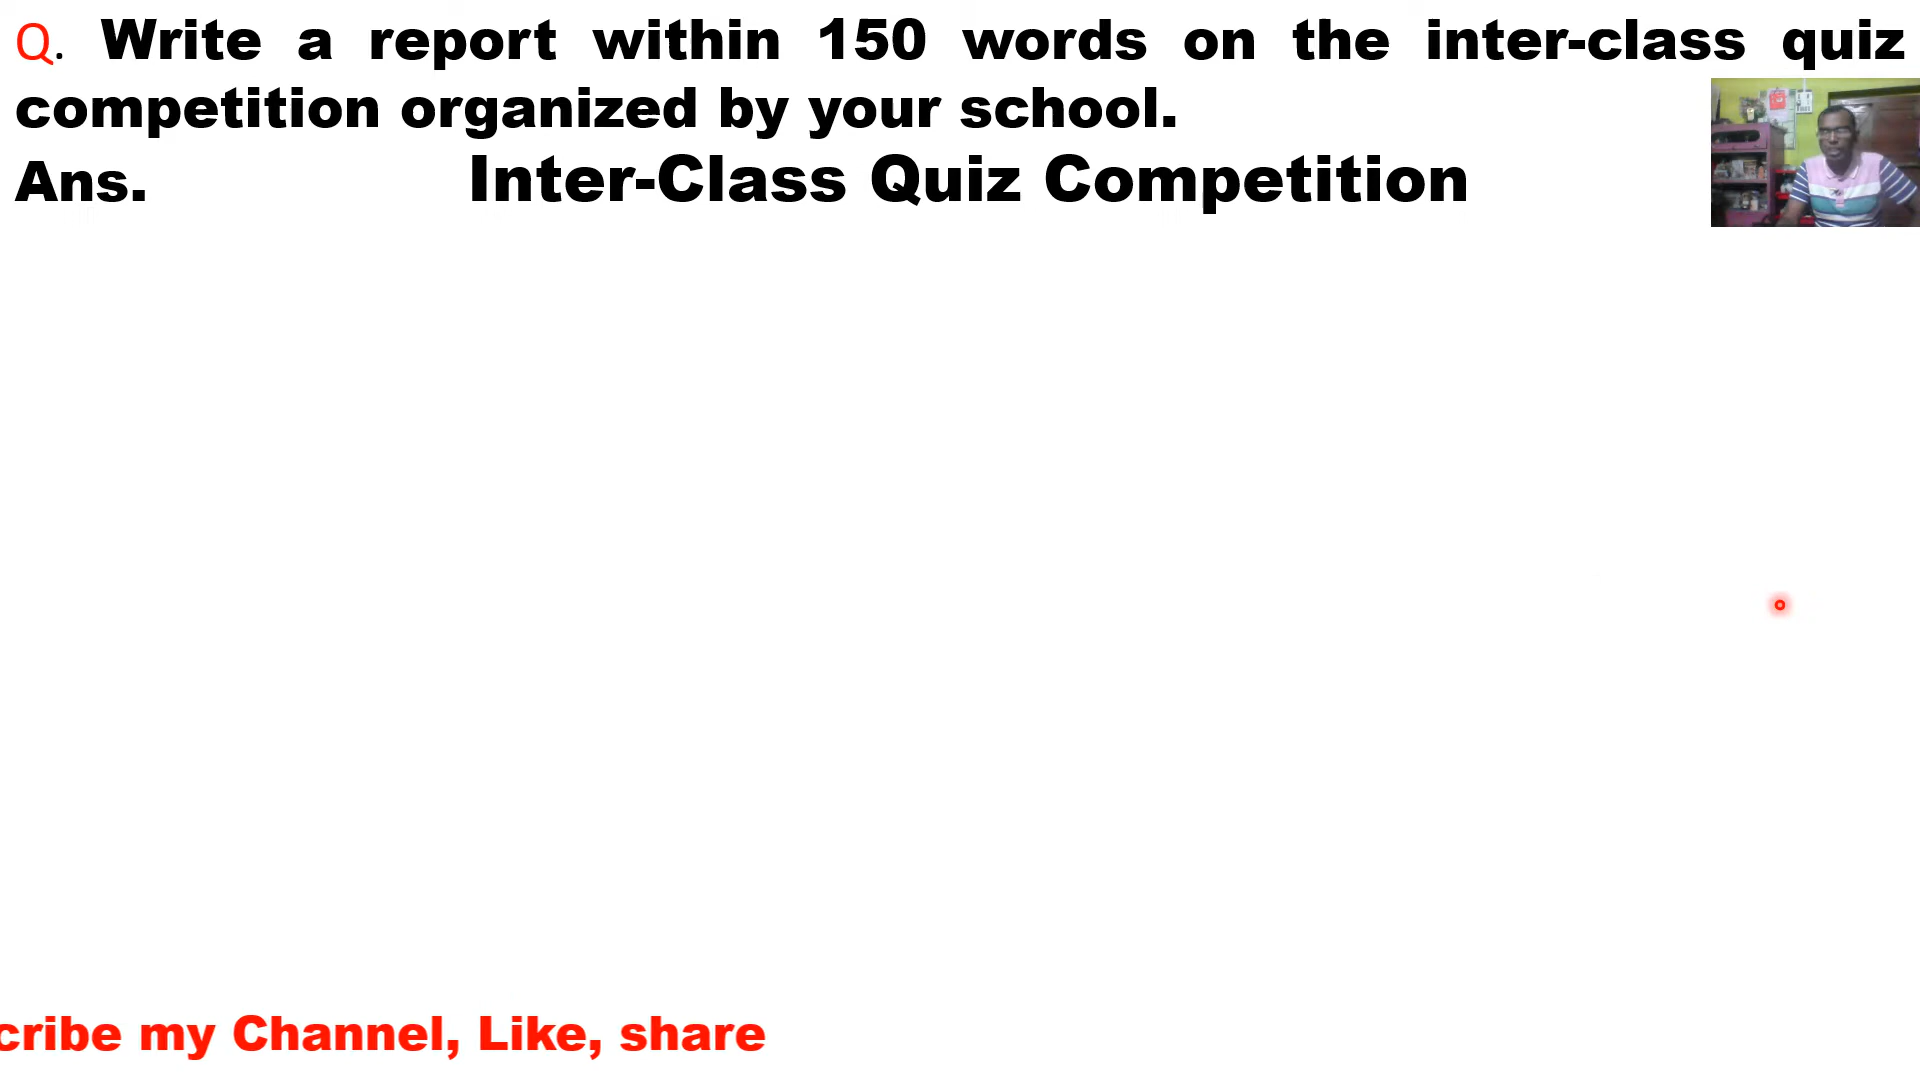 Q. Write a report within 150 words on the inter-class quiz
competition organized by your school.
Ans. Inter-Class Quiz Competition
cribe my Channel, Like, share